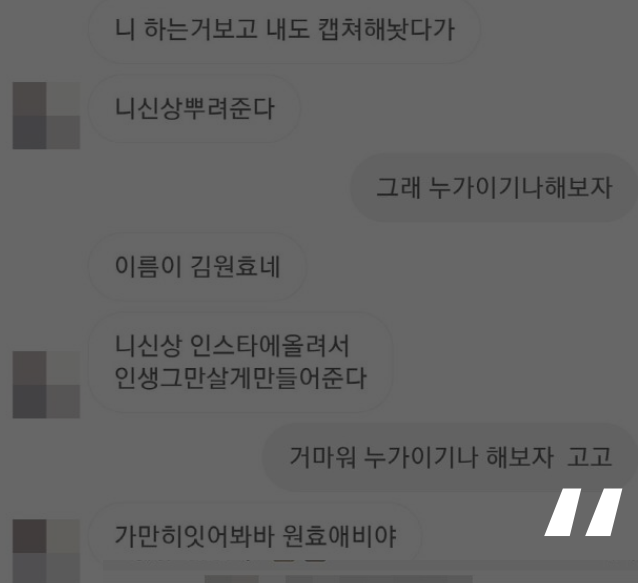 니 하는거보고 내도 캡쳐해놧다가
니신상뿌려준다
그래 누가이기나해보자
이름이 김원효네
니신상 인스타에올려서
인생그만살게만들어준다
거마워 누가이기나 해보자 고고
가만히잇어봐바 원효애비야